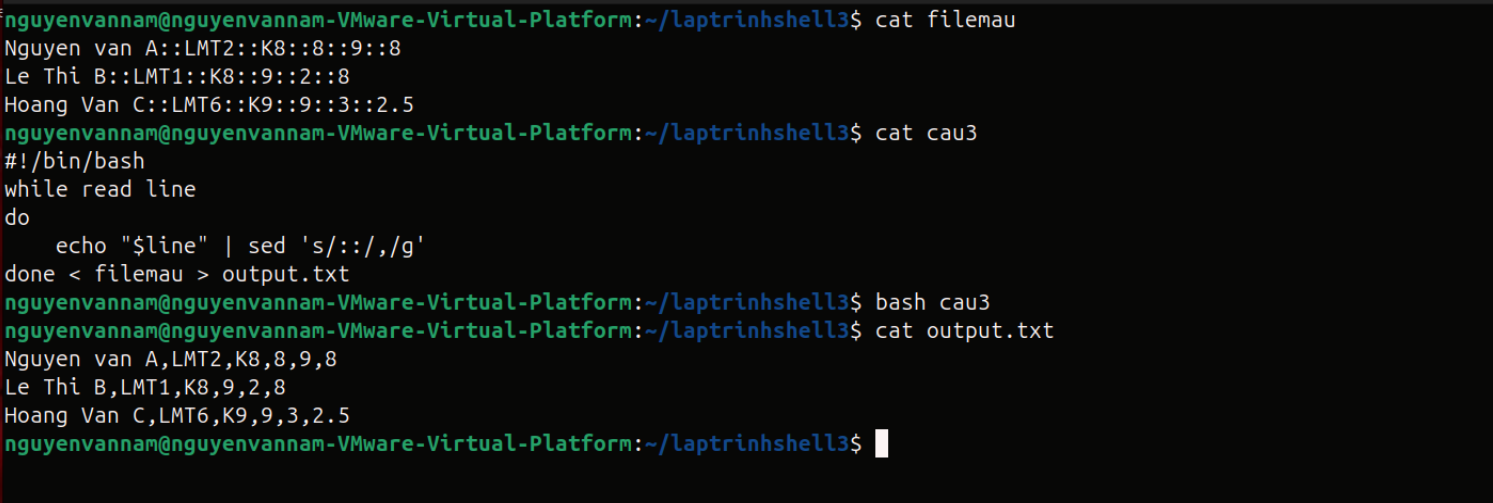 nguyenvannam@nguyenvannam-VMware-Virtual-Platform:~/laptrinhshell3$ cat filemau
Nguyen van A::LMT2::K8::8::9::8
Le Thi B::LMT1::K8::9::2::8
Hoang Van C::LMT6::K9::9::3::2.5
nguyenvannam@nguyenvannam-VMware-Virtual-Platform:~/laptrinhshell3$ cat cau3
#!/bin/bash
while read line
do
    echo "$line" | sed 's/::/,/g'
done < filemau > output.txt
nguyenvannam@nguyenvannam-VMware-Virtual-Platform:~/laptrinhshell3$ bash cau3
nguyenvannam@nguyenvannam-VMware-Virtual-Platform:~/laptrinhshell3$ cat output.txt
Nguyen van A,LMT2,K8,8,9,8
Le Thi B,LMT1,K8,9,2,8
Hoang Van C,LMT6,K9,9,3,2.5
nguyenvannam@nguyenvannam-VMware-Virtual-Platform:~/laptrinhshell3$